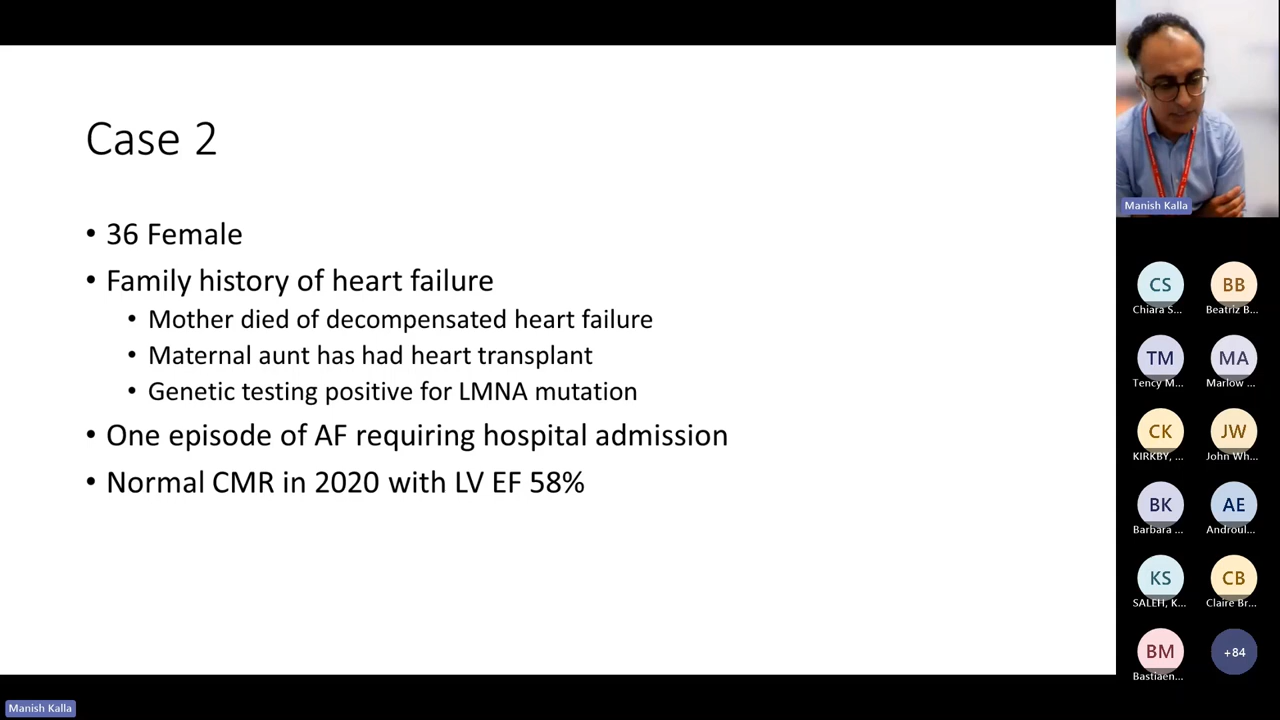 Case 2
• 36 Female
• Family history of heart failure
• Mother died of decompensated heart failure
• Maternal aunt has had heart transplant
• Genetic testing positive for LMNA mutation
• One episode of AF requiring hospital admission
• Normal CMR in 2020 with LV EF 58%
Manish Kalla
CS
BB
Chiara S...
Beatriz B...
TM
MA
Tency M...
Marlow ...
CK
JW
KIRKBY, ...
John Wh...
BK
AE
Barbara ...
Androul...
KS
CB
SALEH, K...
Claire Br...
BM
+84
Bastiaen...
Manish Kalla